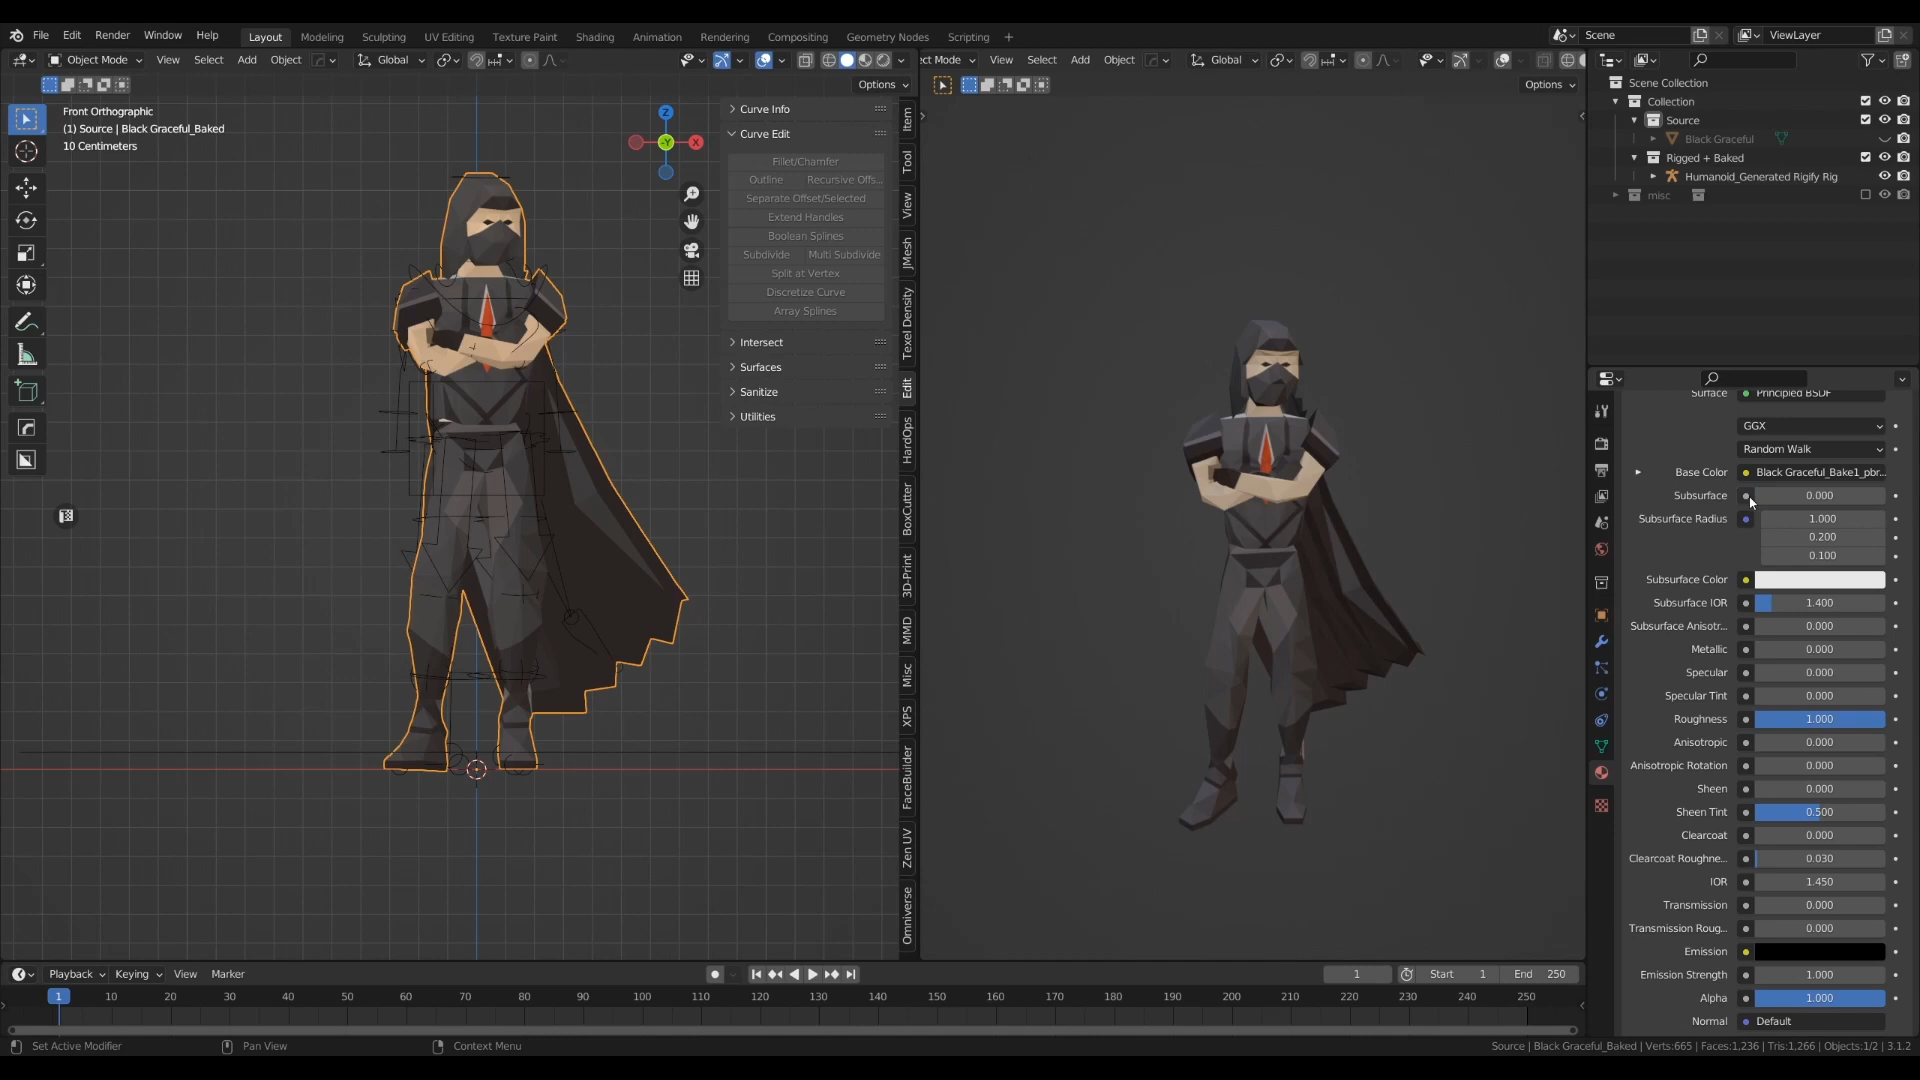 File Edit Render Window Help Layout Modeling Sculpting UV Editing Texture Paint Shading Animation Rendering Compositing Geometry Nodes Scripting Scene ViewLayer
Object Mode View Select Add Object Global
ect Mode View Select Add Object Global
Options
Options
Front Orthographic
(1) Source | Black Graceful_Baked
10 Centimeters
Z
-Y
X
Curve Info
Curve Edit
Fillet/Chamfer
Outline Recursive Offs...
Separate Offset/Selected
Extend Handles
Boolean Splines
Subdivide Multi Subdivide
Split at Vertex
Discretize Curve
Array Splines
Intersect
Surfaces
Sanitize
Utilities
Item
Tool
View
JMesh
Texel Density
Edit
HardOps
BoxCutter
3D-Print
MMD
Misc
XPS
FaceBuilder
Zen UV
Omniverse
Scene Collection
Collection
Source
Black Graceful
Rigged + Baked
Humanoid_Generated Rigify Rig
misc
Surface Principled BSDF
GGX
Random Walk
Base Color Black Graceful_Bake1_pbr...
Subsurface 0.000
Subsurface Radius 1.000
0.200
0.100
Subsurface Color
Subsurface IOR 1.400
Subsurface Anisotr... 0.000
Metallic 0.000
Specular 0.000
Specular Tint 0.000
Roughness 1.000
Anisotropic 0.000
Anisotropic Rotation 0.000
Sheen 0.000
Sheen Tint 0.500
Clearcoat 0.000
Clearcoat Roughne... 0.030
IOR 1.450
Transmission 0.000
Transmission Roug... 0.000
Emission
Emission Strength 1.000
Alpha 1.000
Normal Default
Playback Keying View Marker 1 Start 1 End 250
1 10 20 30 40 50 60 70 80 90 100 110 120 130 140 150 160 170 180 190 200 210 220 230 240 250
Set Active Modifier Pan View Context Menu Source | Black Graceful_Baked | Verts:665 | Faces:1,236 | Tris:1,266 | Objects:1/2 | 3.1.2